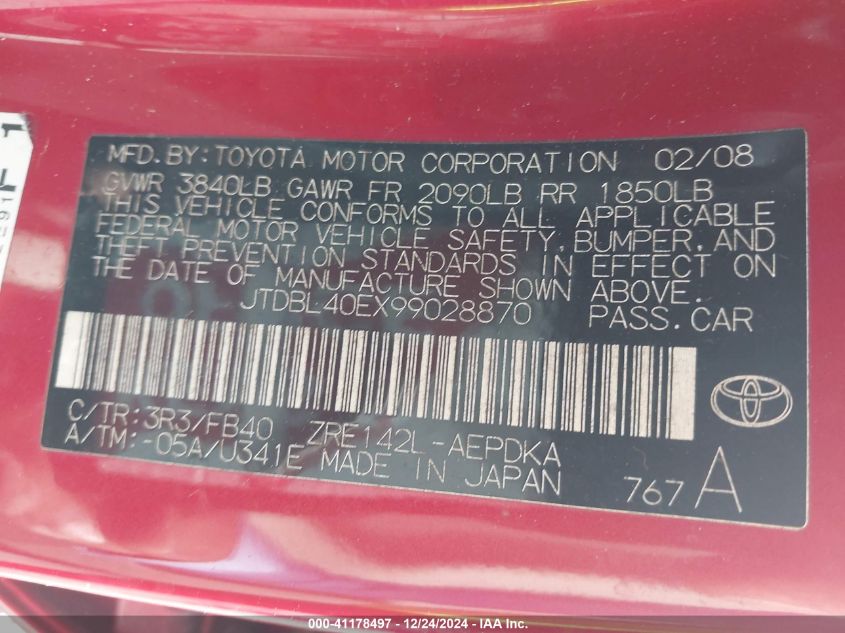 MFD. BY: TOYOTA MOTOR CORPORATION 02/08
GVWR 3840LB GAWR FR 2090LB RR 1850LB
THIS VEHICLE CONFORMS TO ALL APPLICABLE
FEDERAL MOTOR VEHICLE SAFETY, BUMPER, AND
THEFT PREVENTION STANDARDS IN EFFECT ON
THE DATE OF MANUFACTURE SHOWN ABOVE.
JTDBL40EX99028870 PASS. CAR
C/TR: 3R3/FB40 ZRE142L-AEPDKA
A/TM: -05A/U341E MADE IN JAPAN
767 A
000-41178497 - 12/24/2024 - IAA Inc.